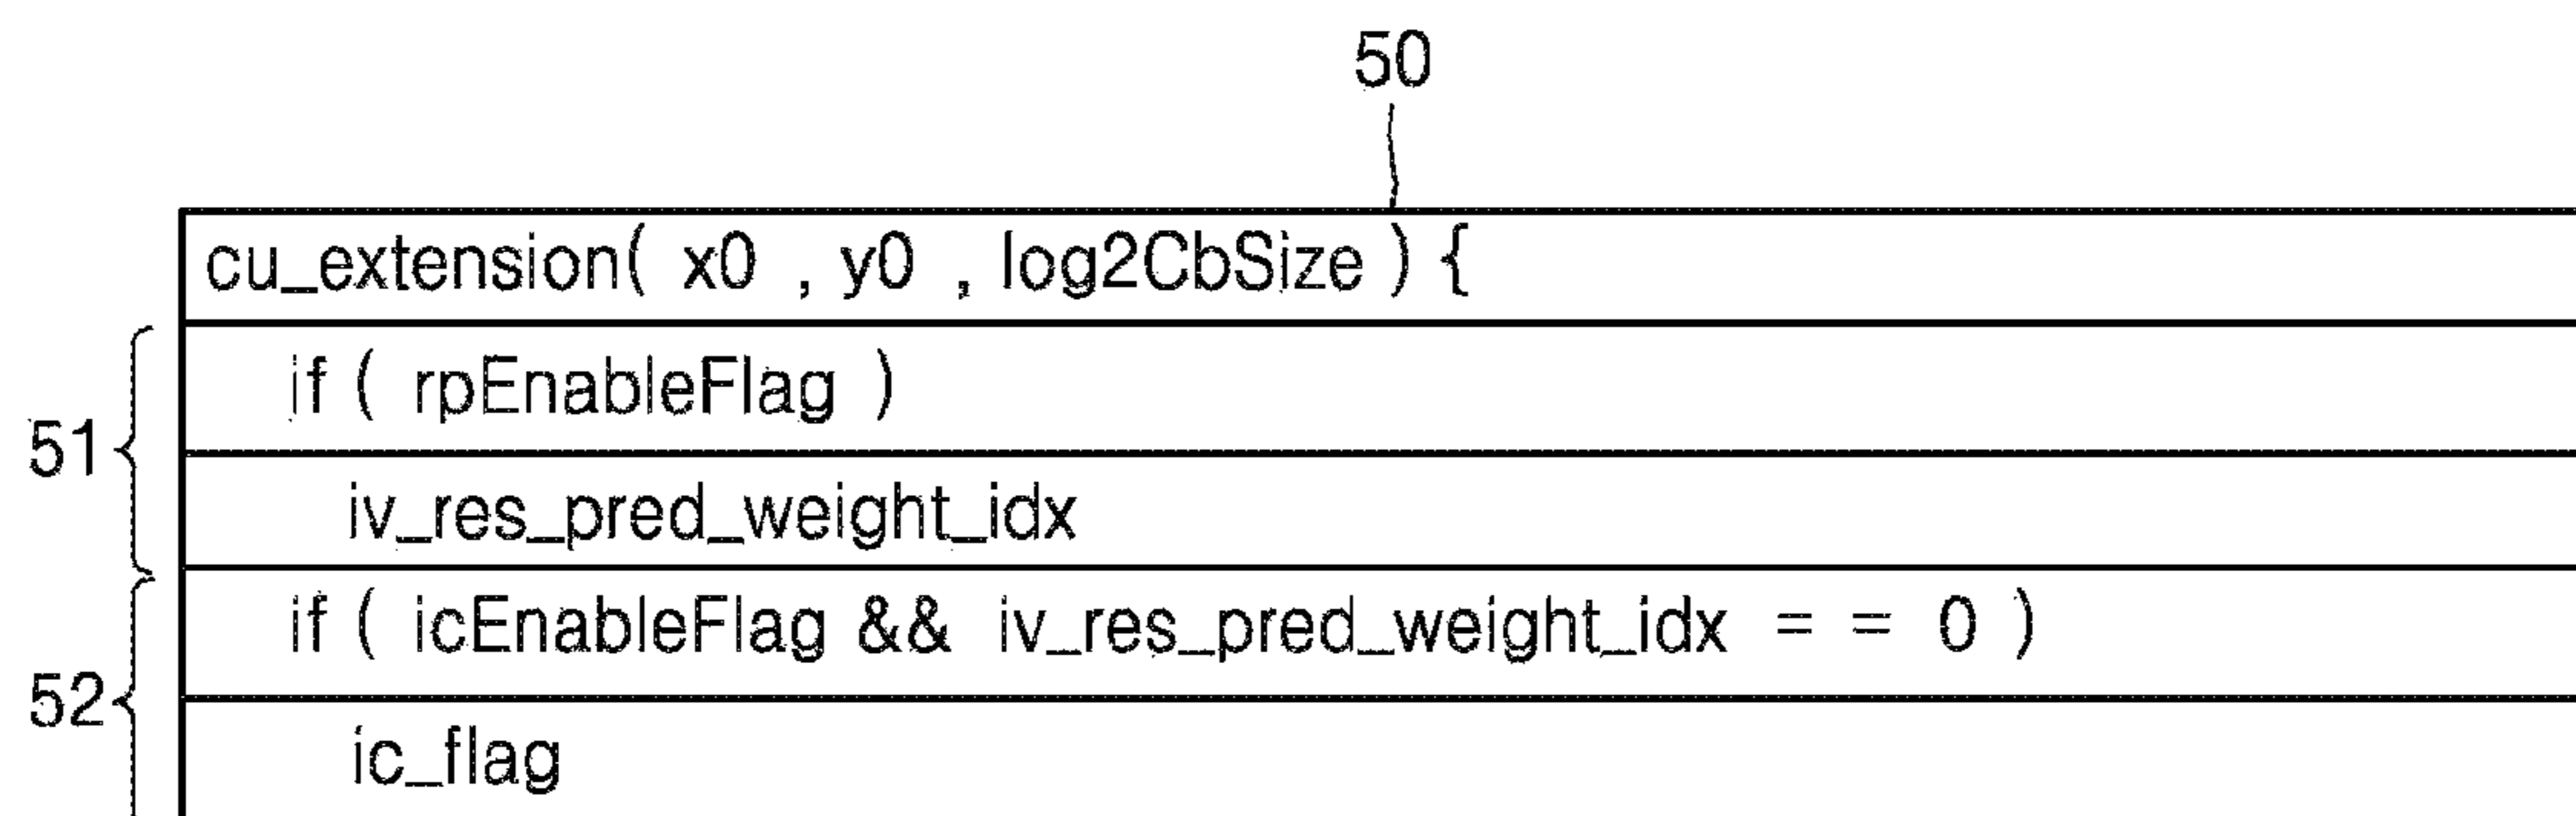 50
cu_extension( x0 , y0 , log2CbSize ) {
if ( rpEnableFlag )
51
iv_res_pred_weight_idx
if ( icEnableFlag && iv_res_pred_weight_idx = = 0 )
52
ic_flag